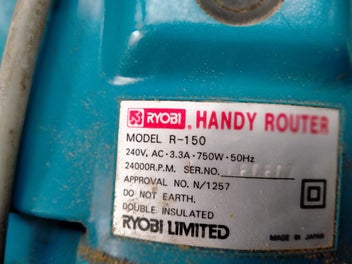 RYOBI. HANDY ROUTER
MODEL R-150
240V. AC·3.3A·750W·50Hz
24000R.P.M. SER.NO.
APPROVAL NO. N/1257
DO NOT EARTH.
DOUBLE INSULATED
RYOBI LIMITED
MADE IN JAPAN